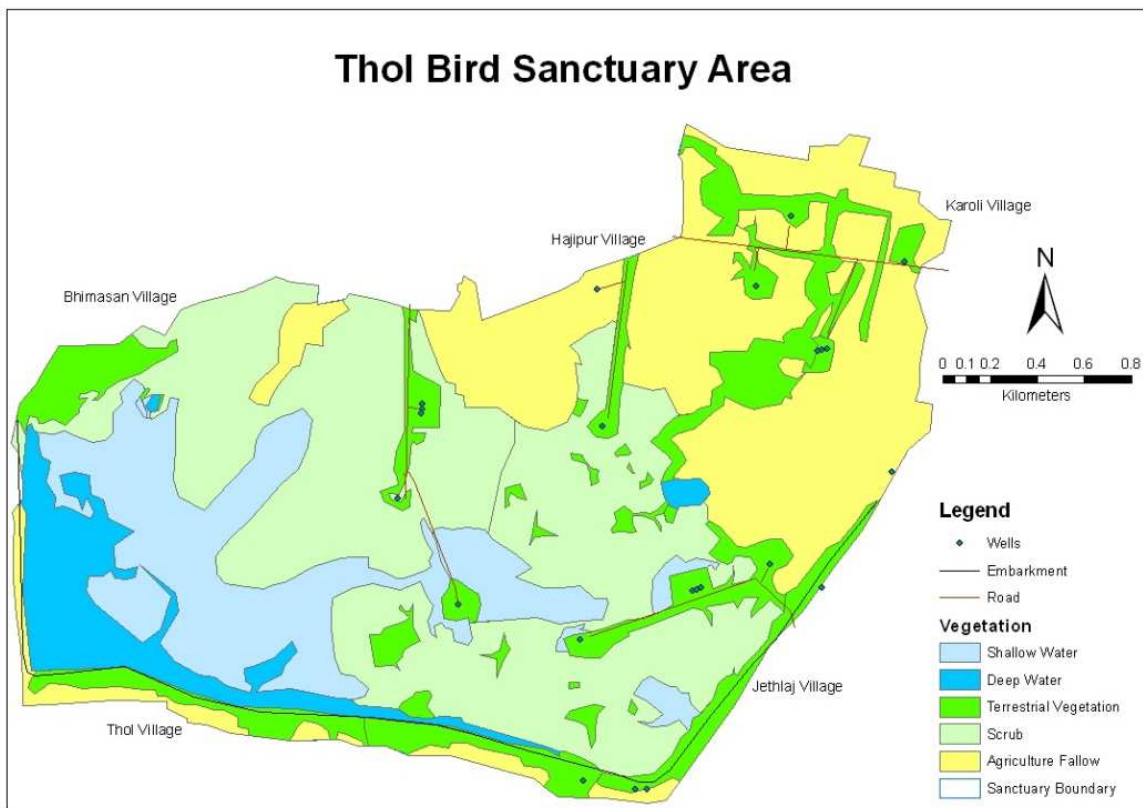 Thol Bird Sanctuary Area
Karoli Village
Hajipur Village
Bhimasan Village
N
0 0.1 0.2 0.4 0.6 0.8
Kilometers
Legend
Wells
Embarkment
Road
Vegetation
Shallow Water
Deep Water
Terrestrial Vegetation
Scrub
Agriculture Fallow
Sanctuary Boundary
Jethlaj Village
Thol Village